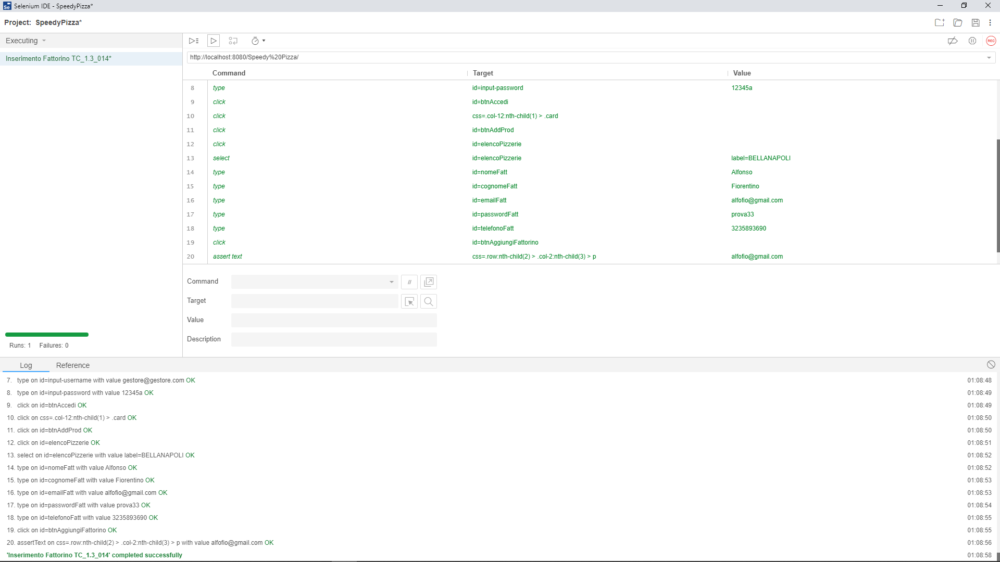 Selenium IDE - SpeedyPizza*
Project: SpeedyPizza*
Executing
Inserimento Fattorino TC_1.3_014*
REC
http://localhost:8080/Speedy%20Pizza/
Command Target Value
8 type id=input-password 12345a
9 click id=btnAccedi
10 click css=.col-12:nth-child(1) > .card
11 click id=btnAddProd
12 click id=elencoPizzerie
13 select id=elencoPizzerie label=BELLANAPOLI
14 type id=nomeFatt Alfonso
15 type id=cognomeFatt Fiorentino
16 type id=emailFatt alfofio@gmail.com
17 type id=passwordFatt prova33
18 type id=telefonoFatt 3235893690
19 click id=btnAggiungiFattorino
20 assert text css=.row:nth-child(2) > .col-2:nth-child(3) > p alfofio@gmail.com
Command //
Target
Value
Description
Runs: 1 Failures: 0
Log Reference
7. type on id=input-username with value gestore@gestore.com OK 01:08:48
8. type on id=input-password with value 12345a OK 01:08:49
9. click on id=btnAccedi OK 01:08:49
10. click on css=.col-12:nth-child(1) > .card OK 01:08:50
11. click on id=btnAddProd OK 01:08:50
12. click on id=elencoPizzerie OK 01:08:51
13. select on id=elencoPizzerie with value label=BELLANAPOLI OK 01:08:52
14. type on id=nomeFatt with value Alfonso OK 01:08:52
15. type on id=cognomeFatt with value Fiorentino OK 01:08:53
16. type on id=emailFatt with value alfofio@gmail.com OK 01:08:53
17. type on id=passwordFatt with value prova33 OK 01:08:54
18. type on id=telefonoFatt with value 3235893690 OK 01:08:55
19. click on id=btnAggiungiFattorino OK 01:08:55
20. assertText on css=.row:nth-child(2) > .col-2:nth-child(3) > p with value alfofio@gmail.com OK 01:08:56
'Inserimento Fattorino TC_1.3_014' completed successfully 01:08:58